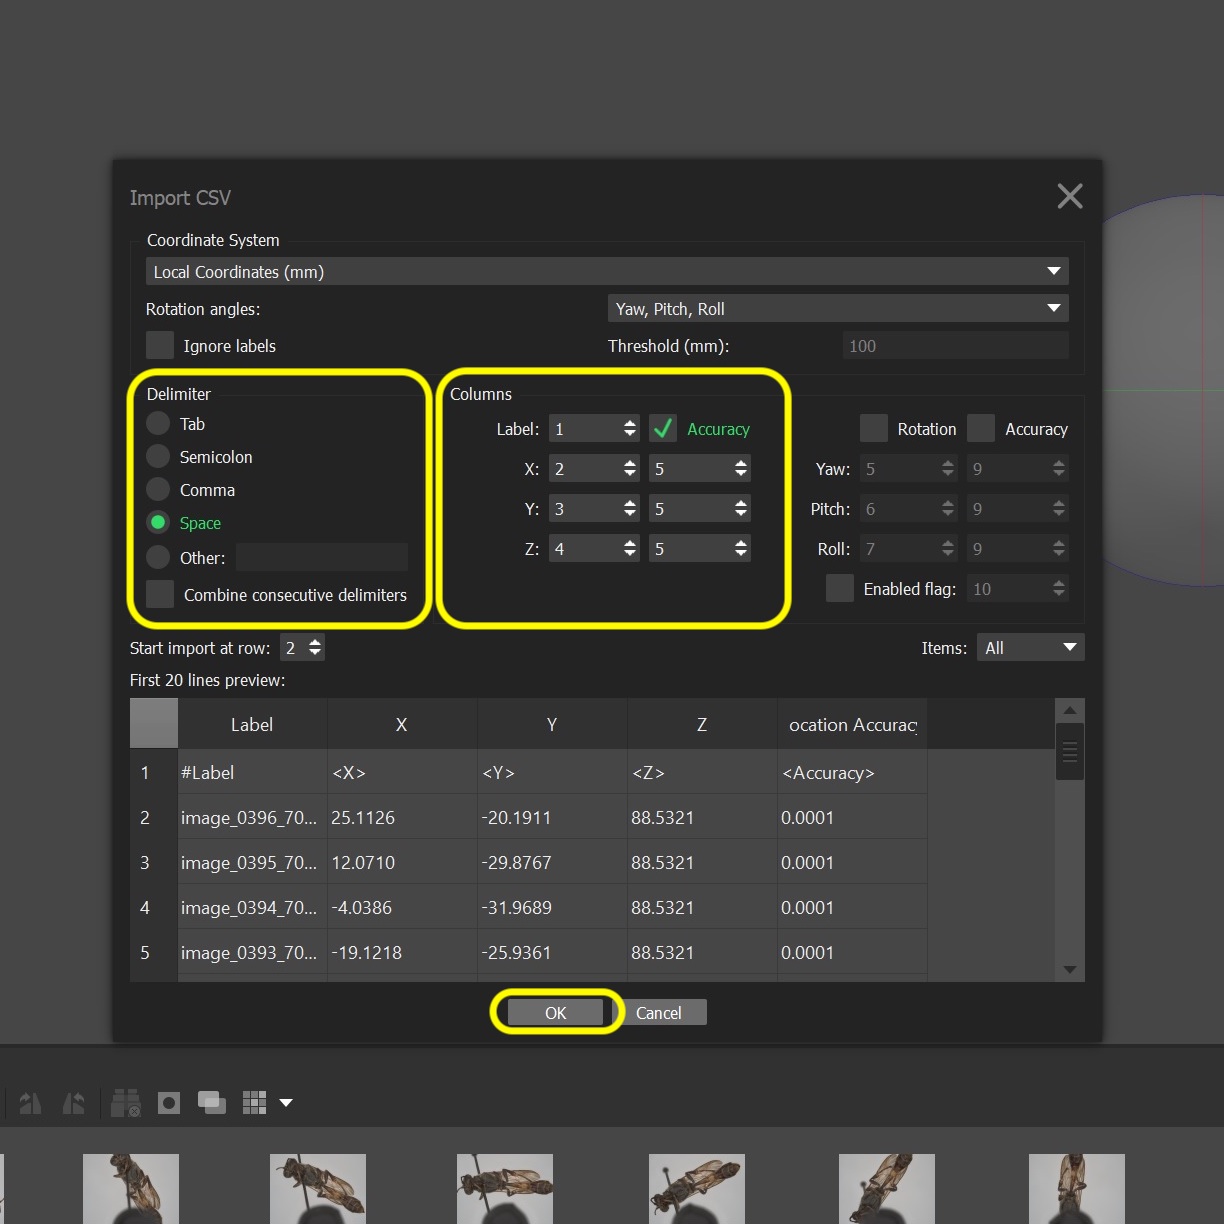 Import CSV
Coordinate System
Local Coordinates (mm)
Rotation angles: Yaw, Pitch, Roll
Ignore labels Threshold (mm): 100
Delimiter
Tab
Semicolon
Comma
Space
Other:
Combine consecutive delimiters
Columns
Label: 1 Accuracy
X: 2 5
Y: 3 5
Z: 4 5
Rotation Accuracy
Yaw: 5 9
Pitch: 6 9
Roll: 7 9
Enabled flag: 10
Start import at row: 2 Items: All
First 20 lines preview:
Label X Y Z ocation Accurac
1 #Label <X> <Y> <Z> <Accuracy>
2 image_0396_70... 25.1126 -20.1911 88.5321 0.0001
3 image_0395_70... 12.0710 -29.8767 88.5321 0.0001
4 image_0394_70... -4.0386 -31.9689 88.5321 0.0001
5 image_0393_70... -19.1218 -25.9361 88.5321 0.0001
OK Cancel